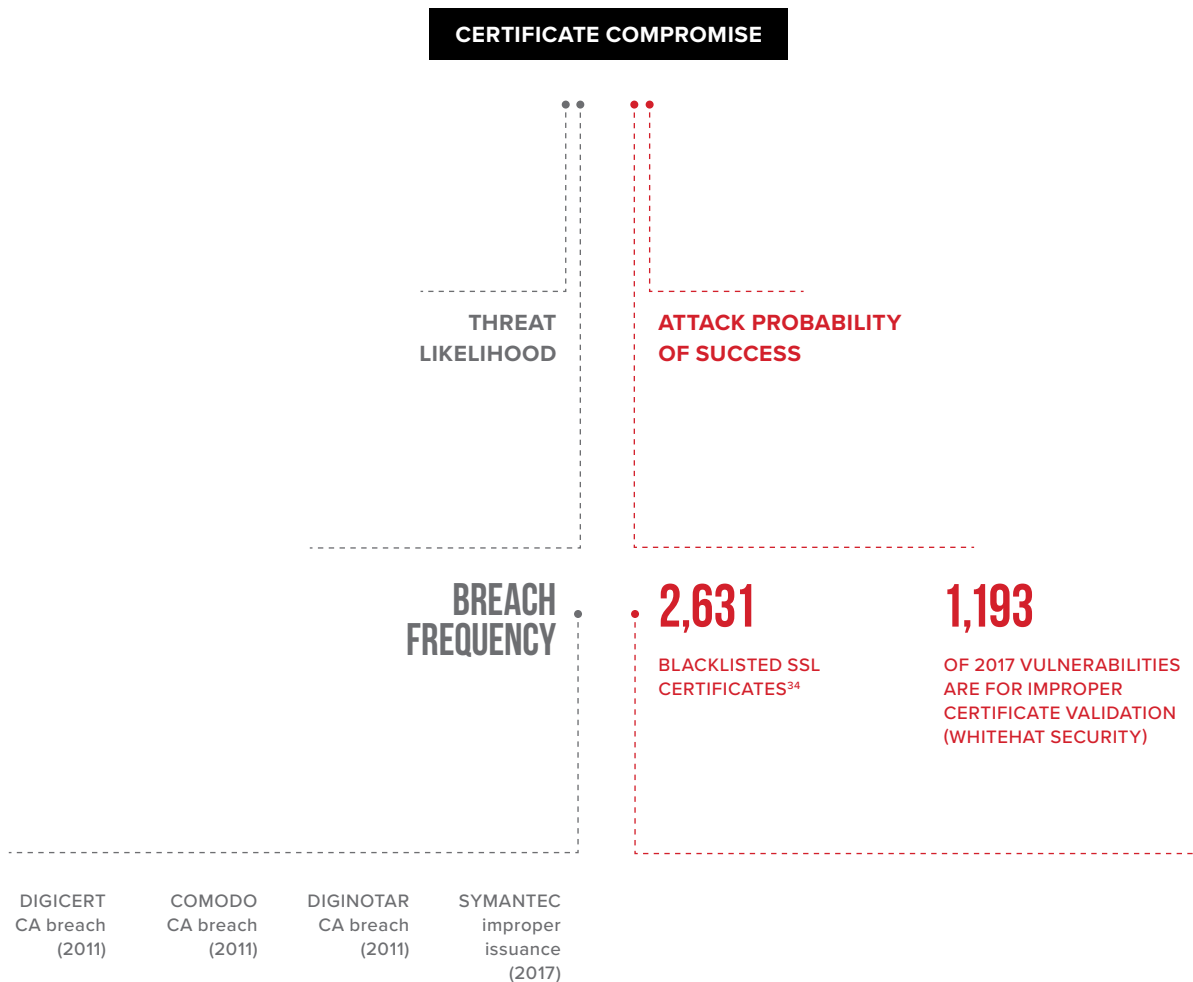 CERTIFICATE COMPROMISE
THREAT
LIKELIHOOD
ATTACK PROBABILITY
OF SUCCESS
BREACH
FREQUENCY
2,631
BLACKLISTED SSL
CERTIFICATES34
1,193
OF 2017 VULNERABILITIES
ARE FOR IMPROPER
CERTIFICATE VALIDATION
(WHITEHAT SECURITY)
DIGICERT
CA breach
(2011)
COMODO
CA breach
(2011)
DIGINOTAR
CA breach
(2011)
SYMANTEC
improper
issuance
(2017)